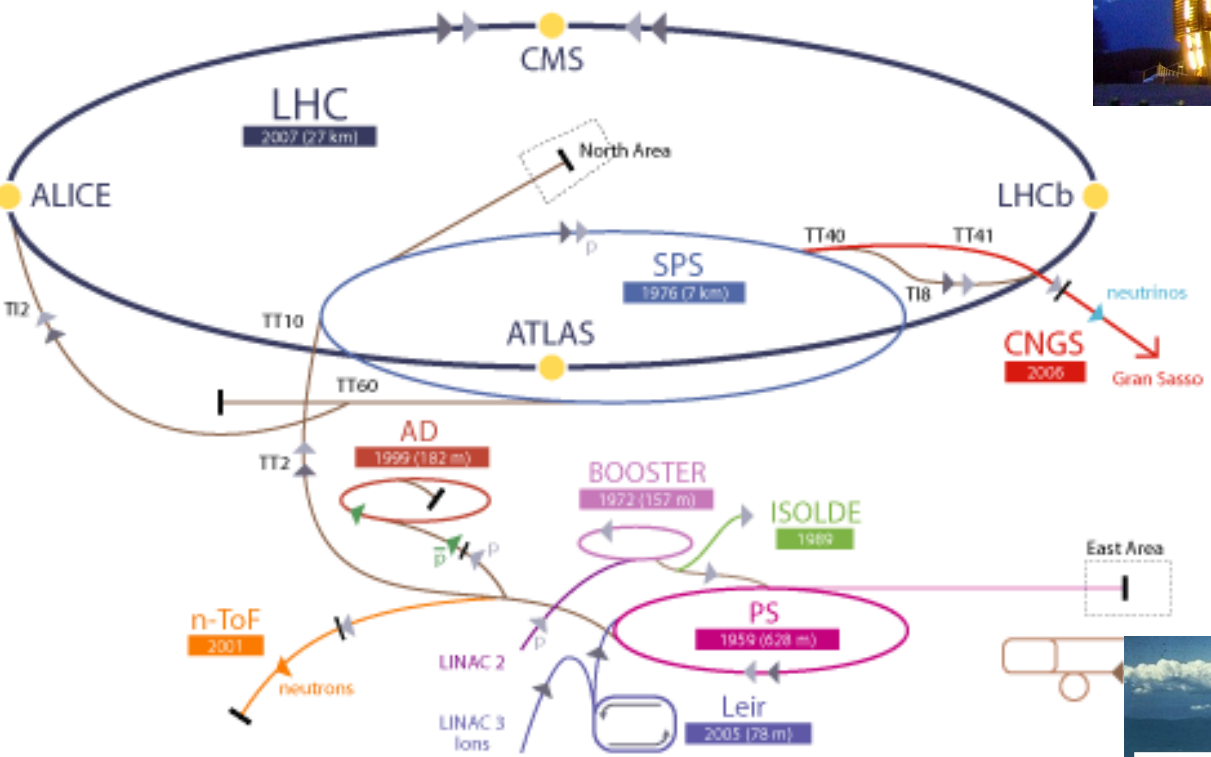 CMS
LHC
2007 (27 km)
North Area
ALICE
LHCb
TT40
TT41
p
SPS
1976 (7 km)
TI8
neutrinos
TI2
TT10
ATLAS
CNGS
2006
Gran Sasso
TT60
AD
1999 (182 m)
TT2
BOOSTER
1972 (157 m)
ISOLDE
1989
East Area
p̅
p
n-ToF
2001
PS
1959 (628 m)
p
LINAC 2
neutrons
Leir
2005 (78 m)
LINAC 3
Ions